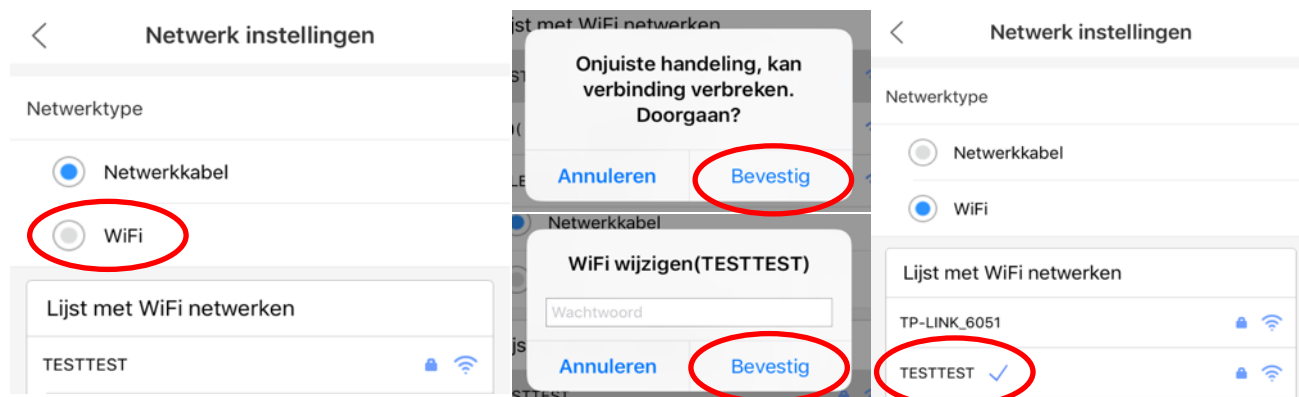 Netwerk instellingen
Netwerktype
Netwerkkabel
WiFi
Lijst met WiFi netwerken
TESTTEST
ijst met WiFi netwerken
Onjuiste handeling, kan
verbinding verbreken.
Doorgaan?
Annuleren Bevestig
Netwerkkabel
WiFi wijzigen(TESTTEST)
Wachtwoord
Annuleren Bevestig
Netwerk instellingen
Netwerktype
Netwerkkabel
WiFi
Lijst met WiFi netwerken
TP-LINK_6051
TESTTEST